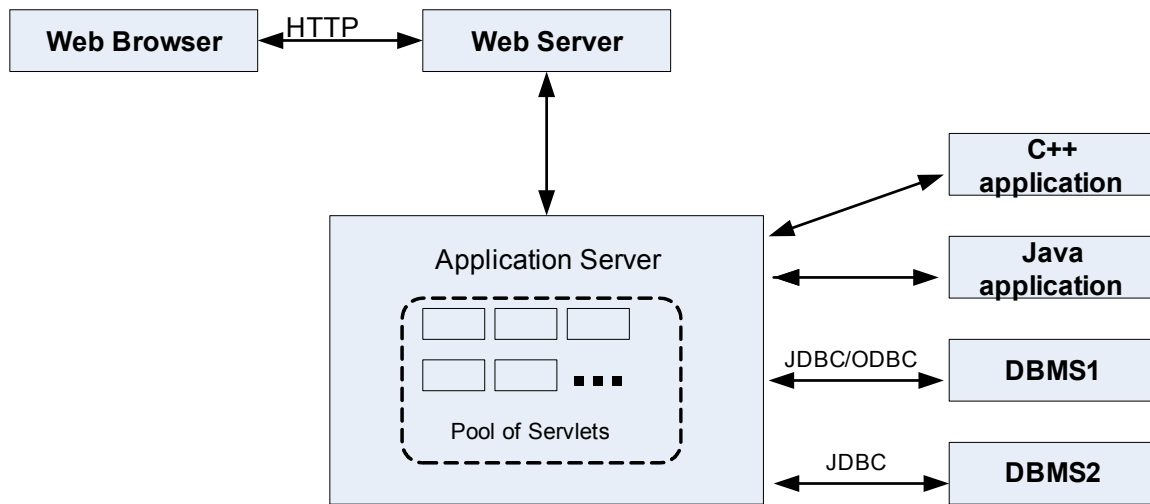 Web Browser
HTTP
Web Server
C++
application
Application Server
Java
application
JDBC/ODBC
DBMS1
Pool of Servlets
JDBC
DBMS2